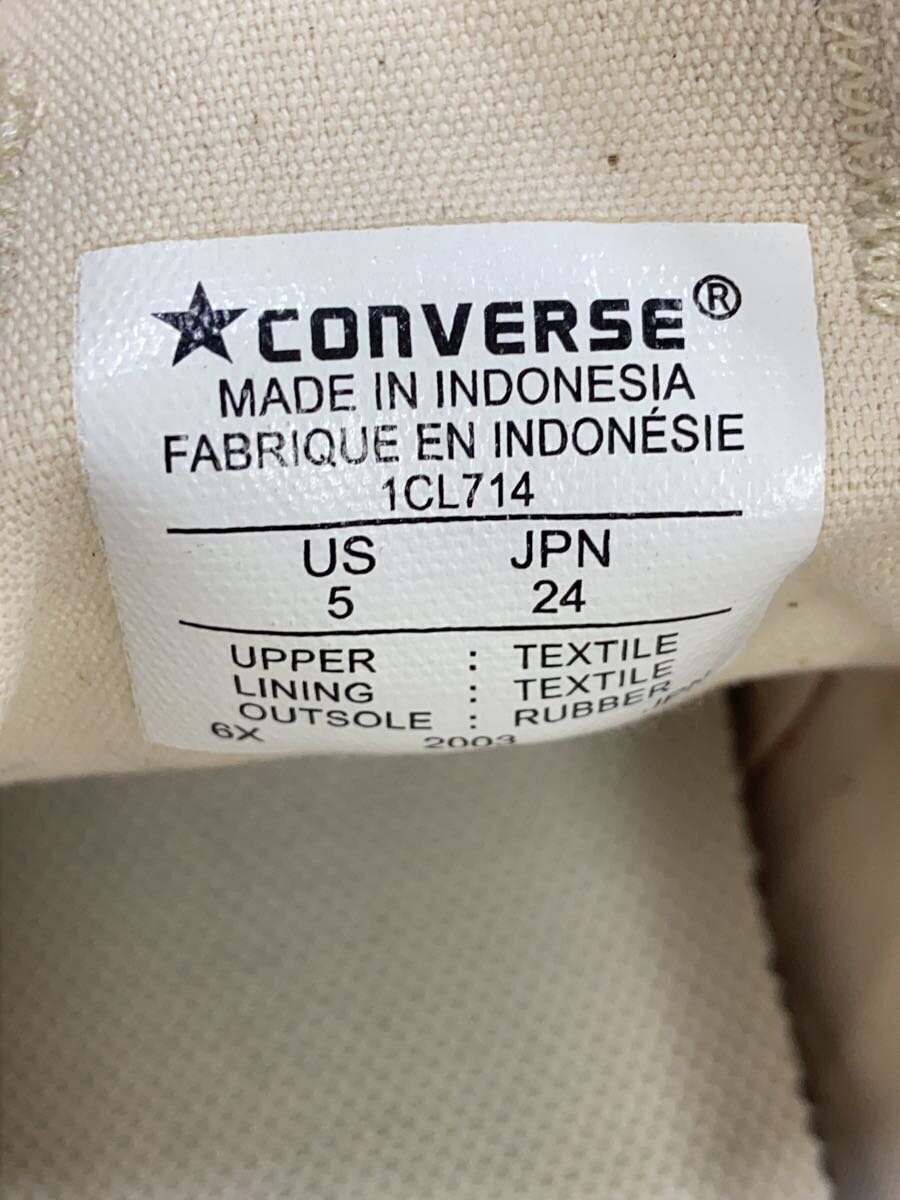 ★CONVERSE®
MADE IN INDONESIA
FABRIQUE EN INDONÉSIE
1CL714
US JPN
5 24
UPPER : TEXTILE
LINING : TEXTILE
OUTSOLE : RUBBER
6X 2003 JPN